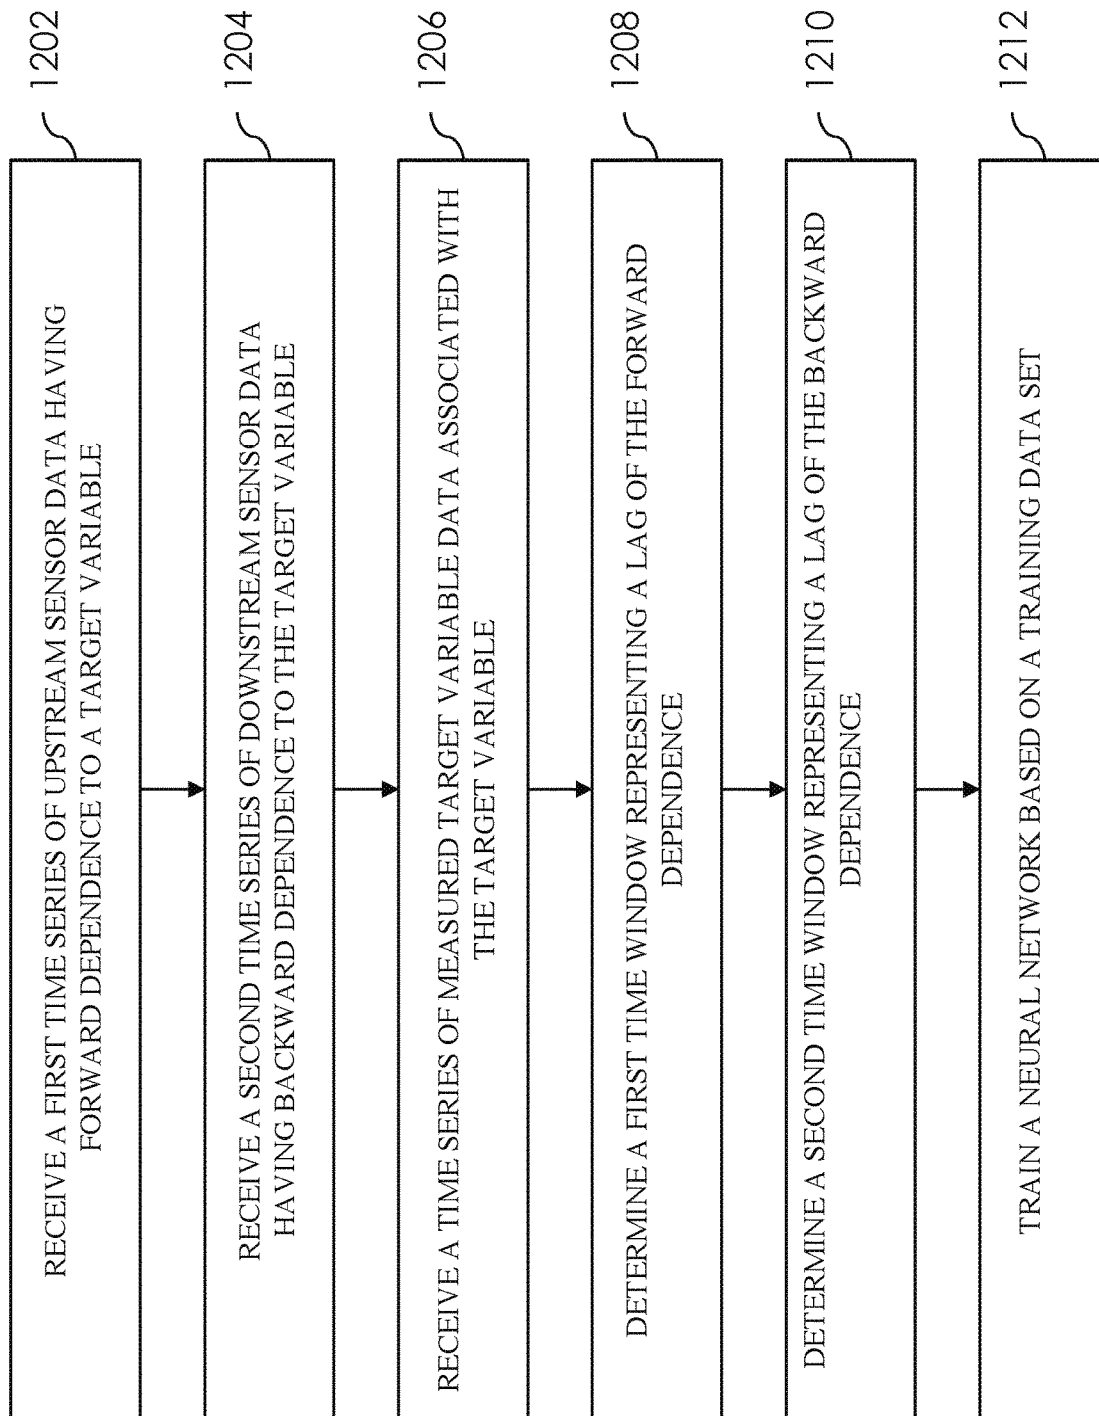 RECEIVE A FIRST TIME SERIES OF UPSTREAM SENSOR DATA HAVING
FORWARD DEPENDENCE TO A TARGET VARIABLE
1202
RECEIVE A SECOND TIME SERIES OF DOWNSTREAM SENSOR DATA
HAVING BACKWARD DEPENDENCE TO THE TARGET VARIABLE
1204
RECEIVE A TIME SERIES OF MEASURED TARGET VARIABLE DATA ASSOCIATED WITH
THE TARGET VARIABLE
1206
DETERMINE A FIRST TIME WINDOW REPRESENTING A LAG OF THE FORWARD
DEPENDENCE
1208
DETERMINE A SECOND TIME WINDOW REPRESENTING A LAG OF THE BACKWARD
DEPENDENCE
1210
TRAIN A NEURAL NETWORK BASED ON A TRAINING DATA SET
1212